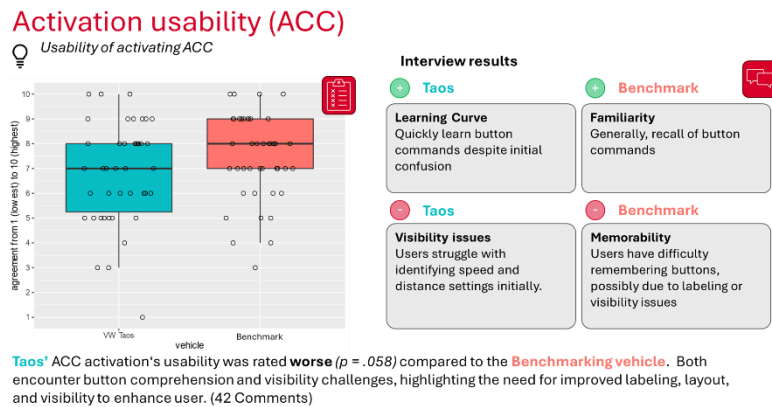 Activation usability (ACC)
Usability of activating ACC
agreement from 1 (lowest) to 10 (highest)
10
9
8
7
6
5
4
3
2
1
VW Taos
Benchmark
vehicle
Interview results
+ Taos
+ Benchmark
Learning Curve
Quickly learn button
commands despite initial
confusion
Familiarity
Generally, recall of button
commands
- Taos
- Benchmark
Visibility issues
Users struggle with
identifying speed and
distance settings initially.
Memorability
Users have difficulty
remembering buttons,
possibly due to labeling or
visibility issues
Taos' ACC activation's usability was rated worse (p = .058) compared to the Benchmarking vehicle. Both
encounter button comprehension and visibility challenges, highlighting the need for improved labeling, layout,
and visibility to enhance user. (42 Comments)